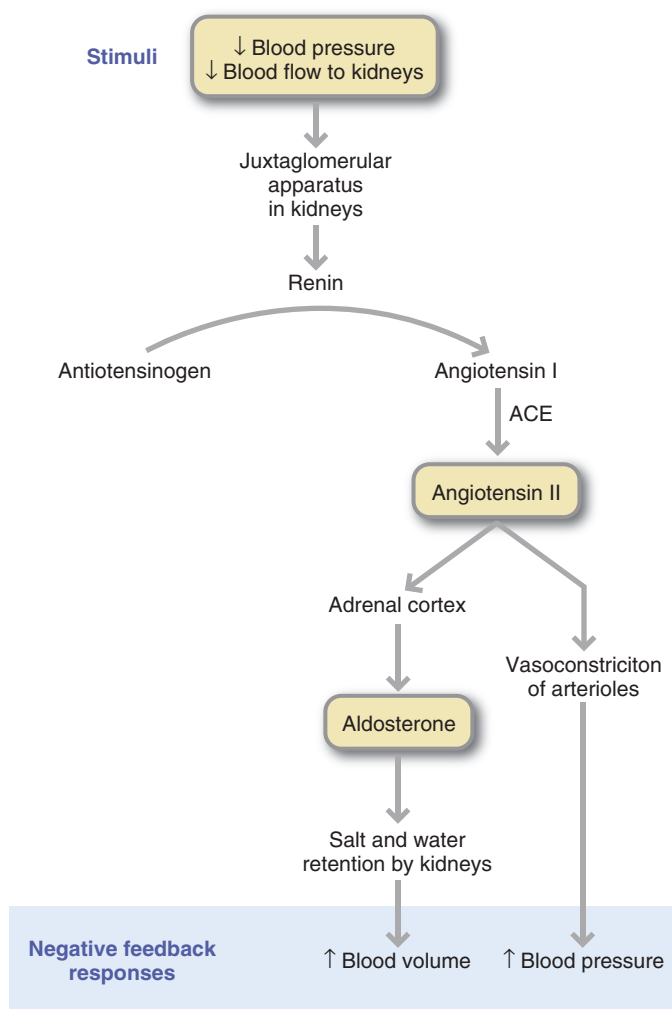 Stimuli
↓ Blood pressure
↓ Blood flow to kidneys
Juxtaglomerular
apparatus
in kidneys
Renin
Antiotensinogen
Angiotensin I
ACE
Angiotensin II
Adrenal cortex
Vasoconstriciton
of arterioles
Aldosterone
Salt and water
retention by kidneys
Negative feedback
responses
↑ Blood volume
↑ Blood pressure